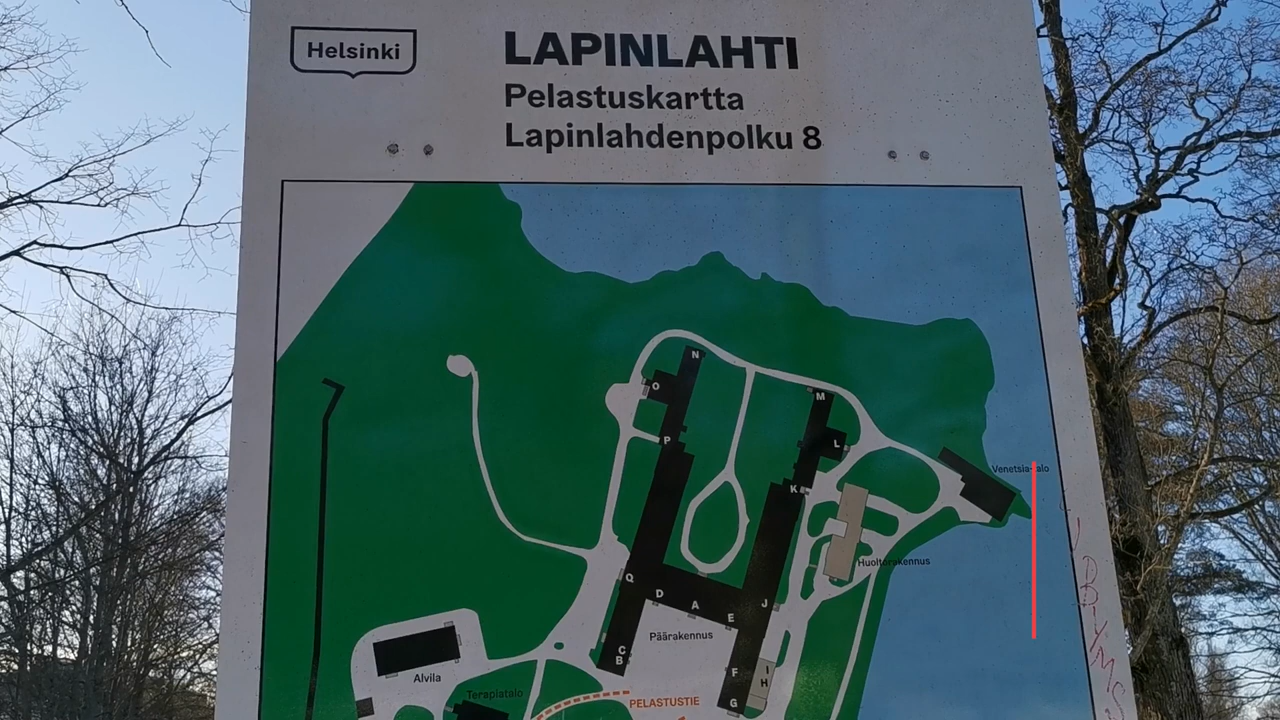 Helsinki
LAPINLAHTI
Pelastuskartta
Lapinlahdenpolku 8
N
O
M
P
L
K
Venetsia-talo
Huoltorakennus
Q
D
A
E
J
Päärakennus
C
B
F
I
H
G
Alvila
Terapiatalo
PELASTUSTIE